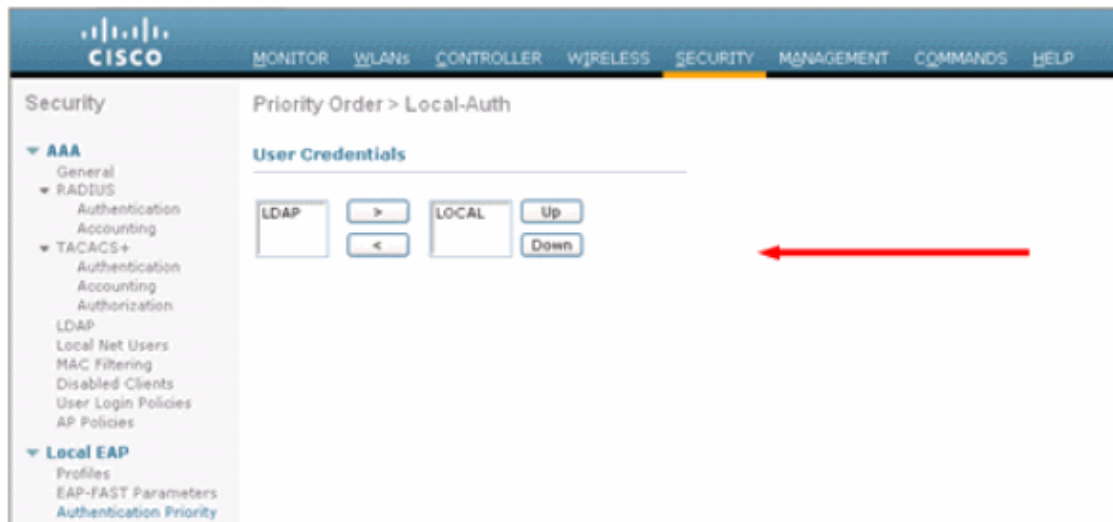 CISCO
MONITOR WLANs CONTROLLER WIRELESS SECURITY MANAGEMENT COMMANDS HELP
Security
AAA
General
RADIUS
Authentication
Accounting
TACACS+
Authentication
Accounting
Authorization
LDAP
Local Net Users
MAC Filtering
Disabled Clients
User Login Policies
AP Policies
Local EAP
Profiles
EAP-FAST Parameters
Authentication Priority
Priority Order > Local-Auth
User Credentials
LDAP > LOCAL Up
< Down